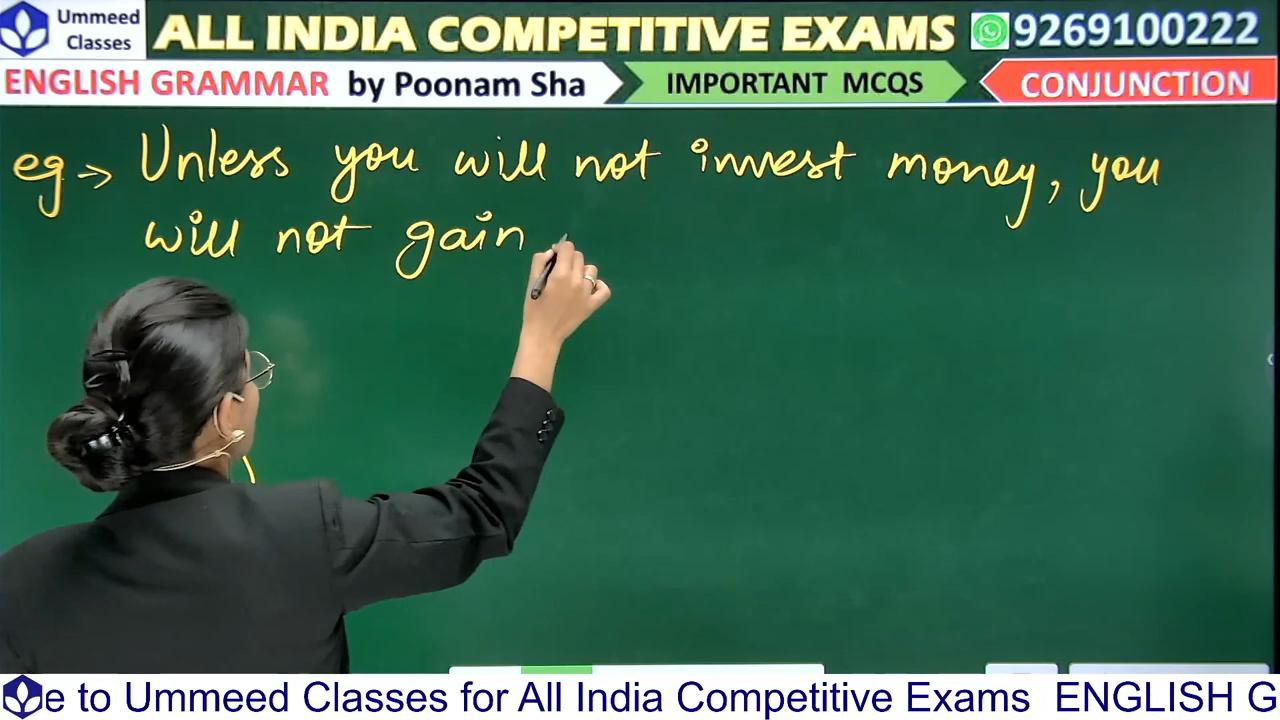 Ummeed
Classes
ALL INDIA COMPETITIVE EXAMS
9269100222
ENGLISH GRAMMAR by Poonam Sha
IMPORTANT MCQS
CONJUNCTION
eg → Unless you will not invest money, you
will not gain
e to Ummeed Classes for All India Competitive Exams ENGLISH G